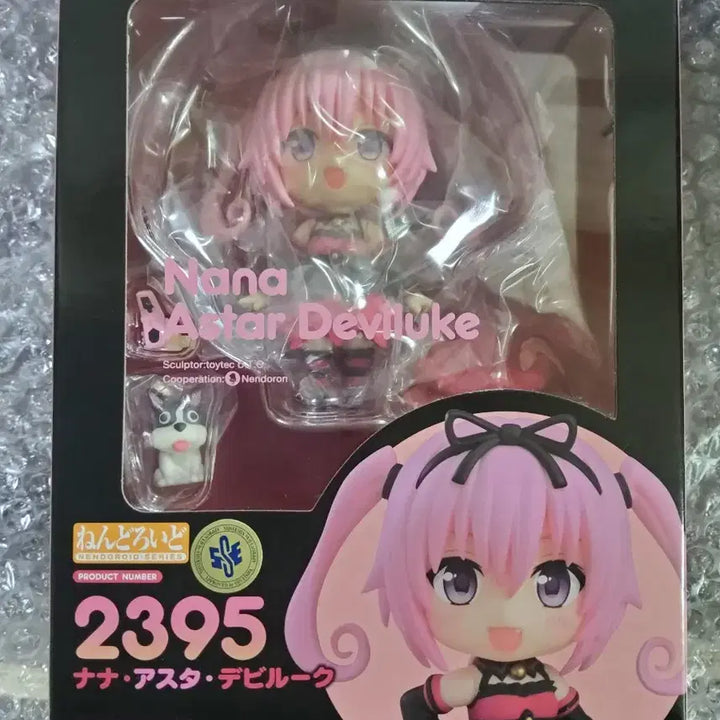 Nana
Astar Deviluke
Sculptor:toytec D.T.C
Cooperation: Nendoron
ねんどろいど
NENDOROID SERIES
SSE
PRODUCT NUMBER
2395
ナナ・アスタ・デビルーク